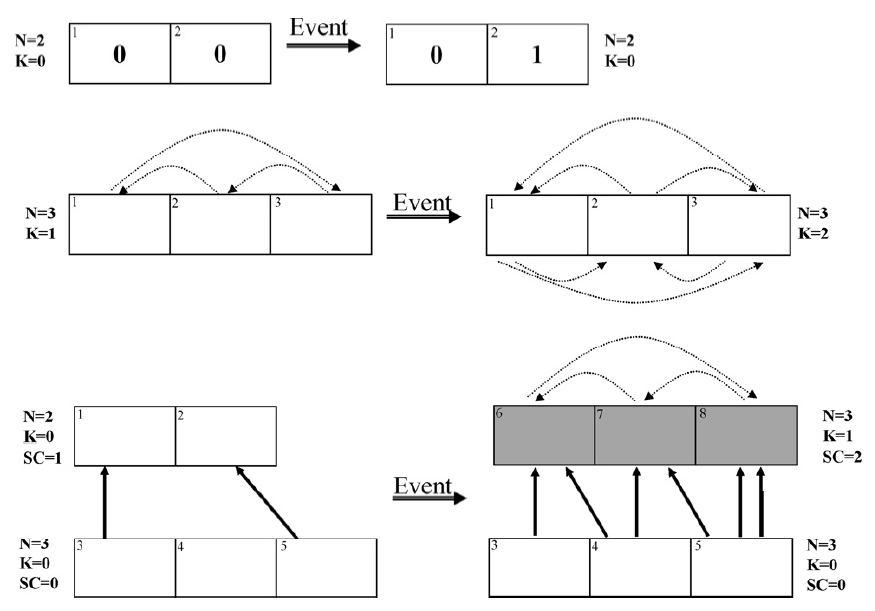 N=2
K=0
1 0 2 0
Event
1 0 2 1
N=2
K=0
N=3
K=1
1 2 3
Event
1 2 3
N=3
K=2
N=2
K=0
SC=1
1 2
Event
6 7 8
N=3
K=1
SC=2
N=3
K=0
SC=0
3 4 5
3 4 5
N=3
K=0
SC=0